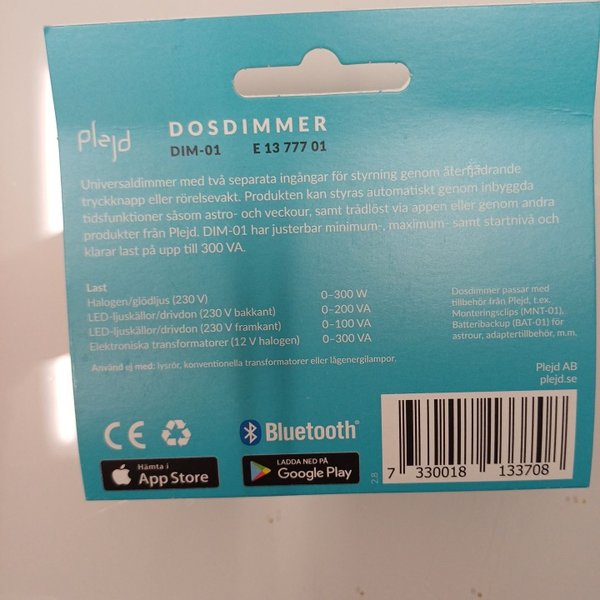 Plejd
DOSDIMMER
DIM-01 E 13 777 01
Universaldimmer med två separata ingångar för styrning genom återfjädrande
tryckknapp eller rörelsevakt. Produkten kan styras automatiskt genom inbyggda
tidsfunktioner såsom astro- och veckour, samt trådlöst via appen eller genom andra
produkter från Plejd. DIM-01 har justerbar minimum-, maximum- samt startnivå och
klarar last på upp till 300 VA.
Last
Halogen/glödljus (230 V) 0–300 W
LED-ljuskällor/drivdon (230 V bakkant) 0–200 VA
LED-ljuskällor/drivdon (230 V framkant) 0–100 VA
Elektroniska transformatorer (12 V halogen) 0–300 VA
Använd ej med: lysrör, konventionella transformatorer eller lågenergilampor.
Dosdimmer passar med
tillbehör från Plejd, t.ex.
Monteringsclips (MNT-01),
Batteribackup (BAT-01) för
astrour, adaptertillbehör, m.m.
Plejd AB
plejd.se
CE
Bluetooth®
Hämta i
App Store
LADDA NED PÅ
Google Play
2.8
7 330018 133708